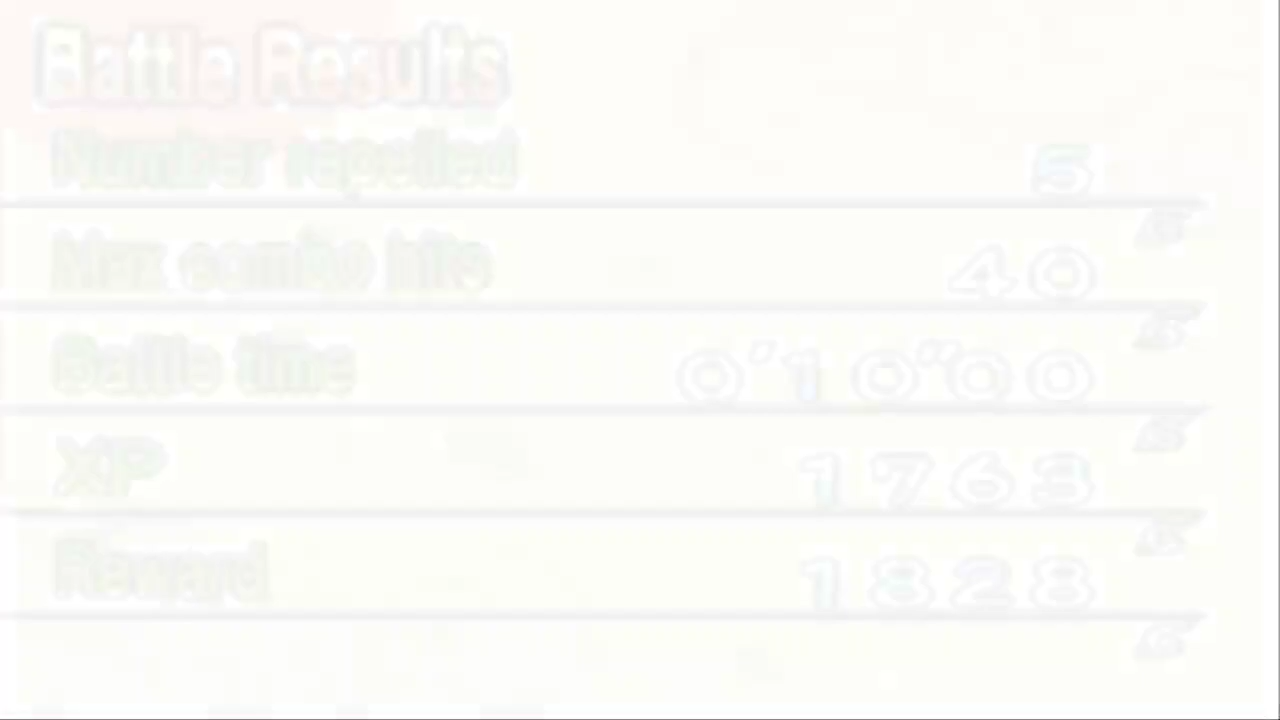 Battle Results
Number repelled 5
Max combo hits 40
Battle time 0'10"00
XP 1763
Reward 1828